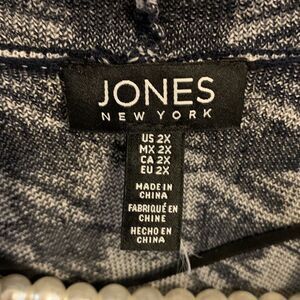 JONES
NEW YORK
US 2X
MX 2X
CA 2X
EU 2X
MADE IN
CHINA
FABRIQUÉ EN
CHINE
HECHO EN
CHINA